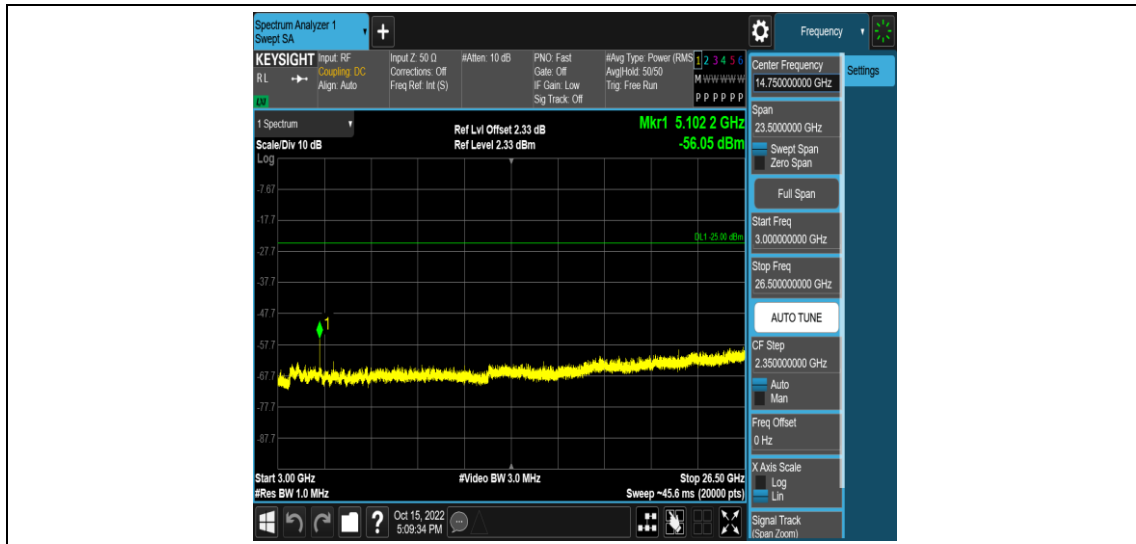 Spectrum Analyzer 1
Swept SA
+
Frequency
KEYSIGHT
RL
LXI
Input: RF
Coupling: DC
Align: Auto
Input Z: 50 Ω
Corrections: Off
Freq Ref: Int (S)
#Atten: 10 dB
PNO: Fast
Gate: Off
IF Gain: Low
Sig Track: Off
#Avg Type: Power (RMS
Avg|Hold: 50/50
Trig: Free Run
1 2 3 4 5 6
M W W W W W
P P P P P P
1 Spectrum
Scale/Div 10 dB
Log
Ref Lvl Offset 2.33 dB
Ref Level 2.33 dBm
Mkr1 5.102 2 GHz
-56.05 dBm
-7.67
-17.7
DL1 -25.00 dBm
-27.7
-37.7
-47.7
1
-57.7
-67.7
-77.7
-87.7
Start 3.00 GHz
#Res BW 1.0 MHz
#Video BW 3.0 MHz
Stop 26.50 GHz
Sweep ~45.6 ms (20000 pts)
?
Oct 15, 2022
5:09:34 PM
Center Frequency
14.750000000 GHz
Settings
Span
23.5000000 GHz
Swept Span
Zero Span
Full Span
Start Freq
3.000000000 GHz
Stop Freq
26.500000000 GHz
AUTO TUNE
CF Step
2.350000000 GHz
Auto
Man
Freq Offset
0 Hz
X Axis Scale
Log
Lin
Signal Track
(Span Zoom)